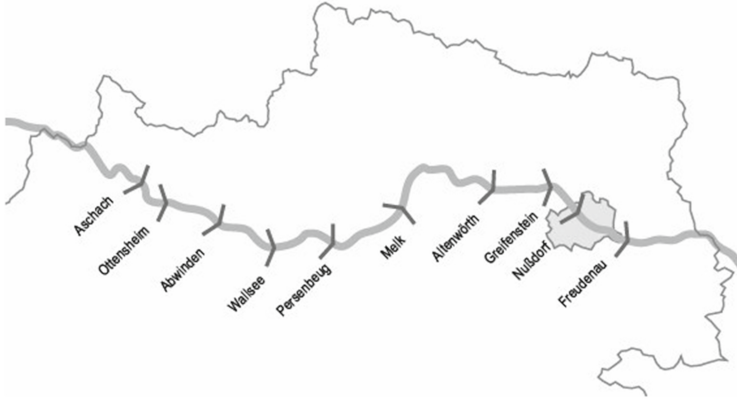 Aschach
Ottensheim
Abwinden
Wallsee
Persenbeug
Melk
Altenwörth
Greifenstein
Nußdorf
Freudenau